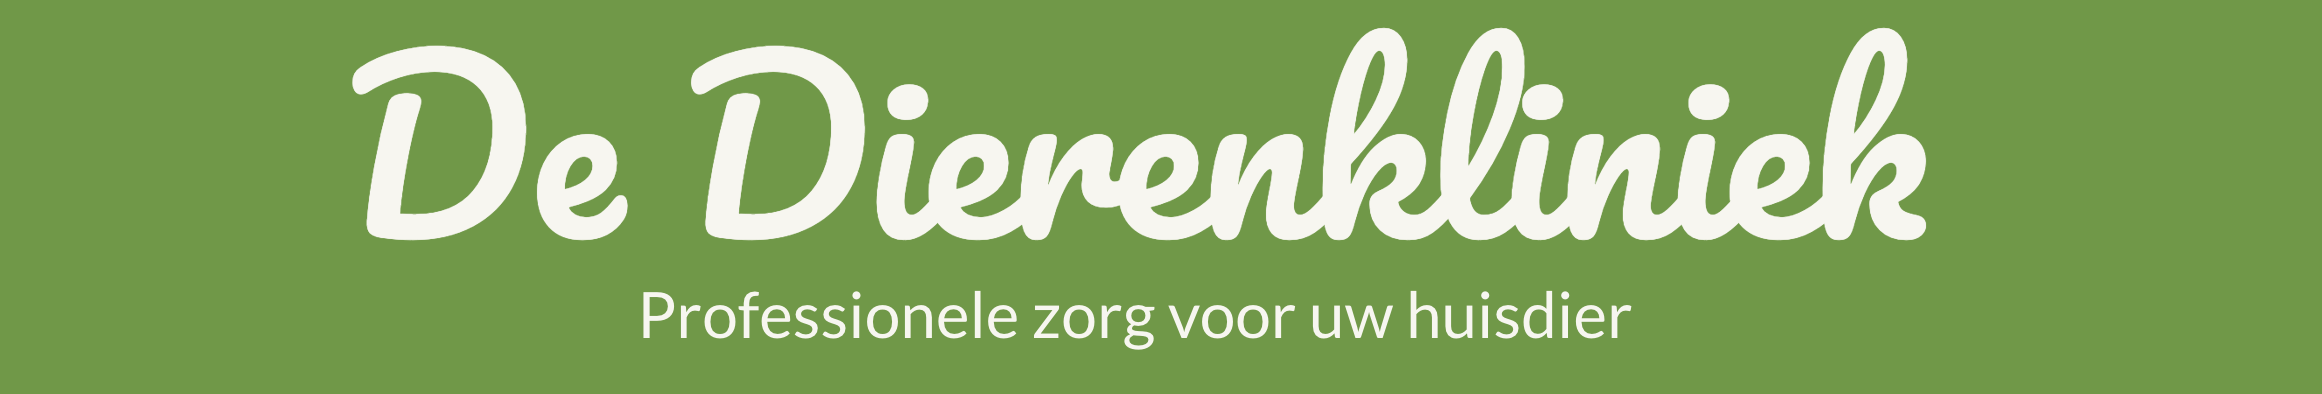 De Dierenkliniek
Professionele zorg voor uw huisdier